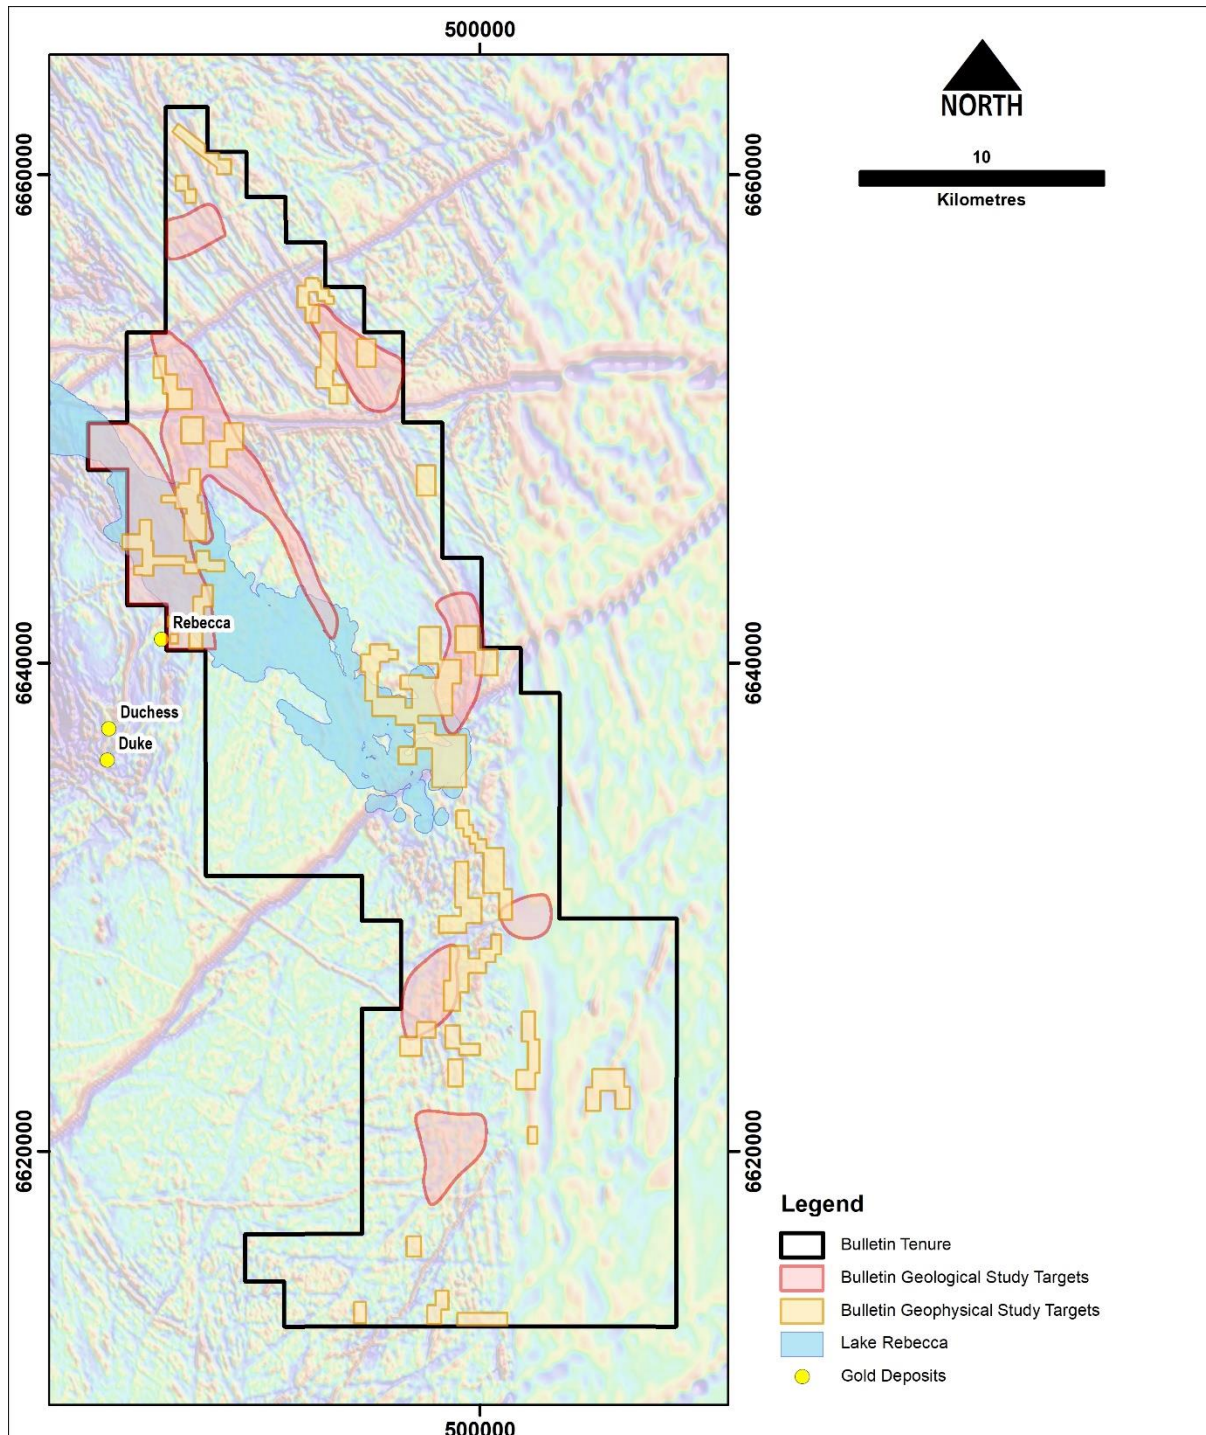 500000
NORTH
10
Kilometres
6660000
6660000
Rebecca
6640000
6640000
Duchess
Duke
6620000
6620000
Legend
Bulletin Tenure
Bulletin Geological Study Targets
Bulletin Geophysical Study Targets
Lake Rebecca
Gold Deposits
500000